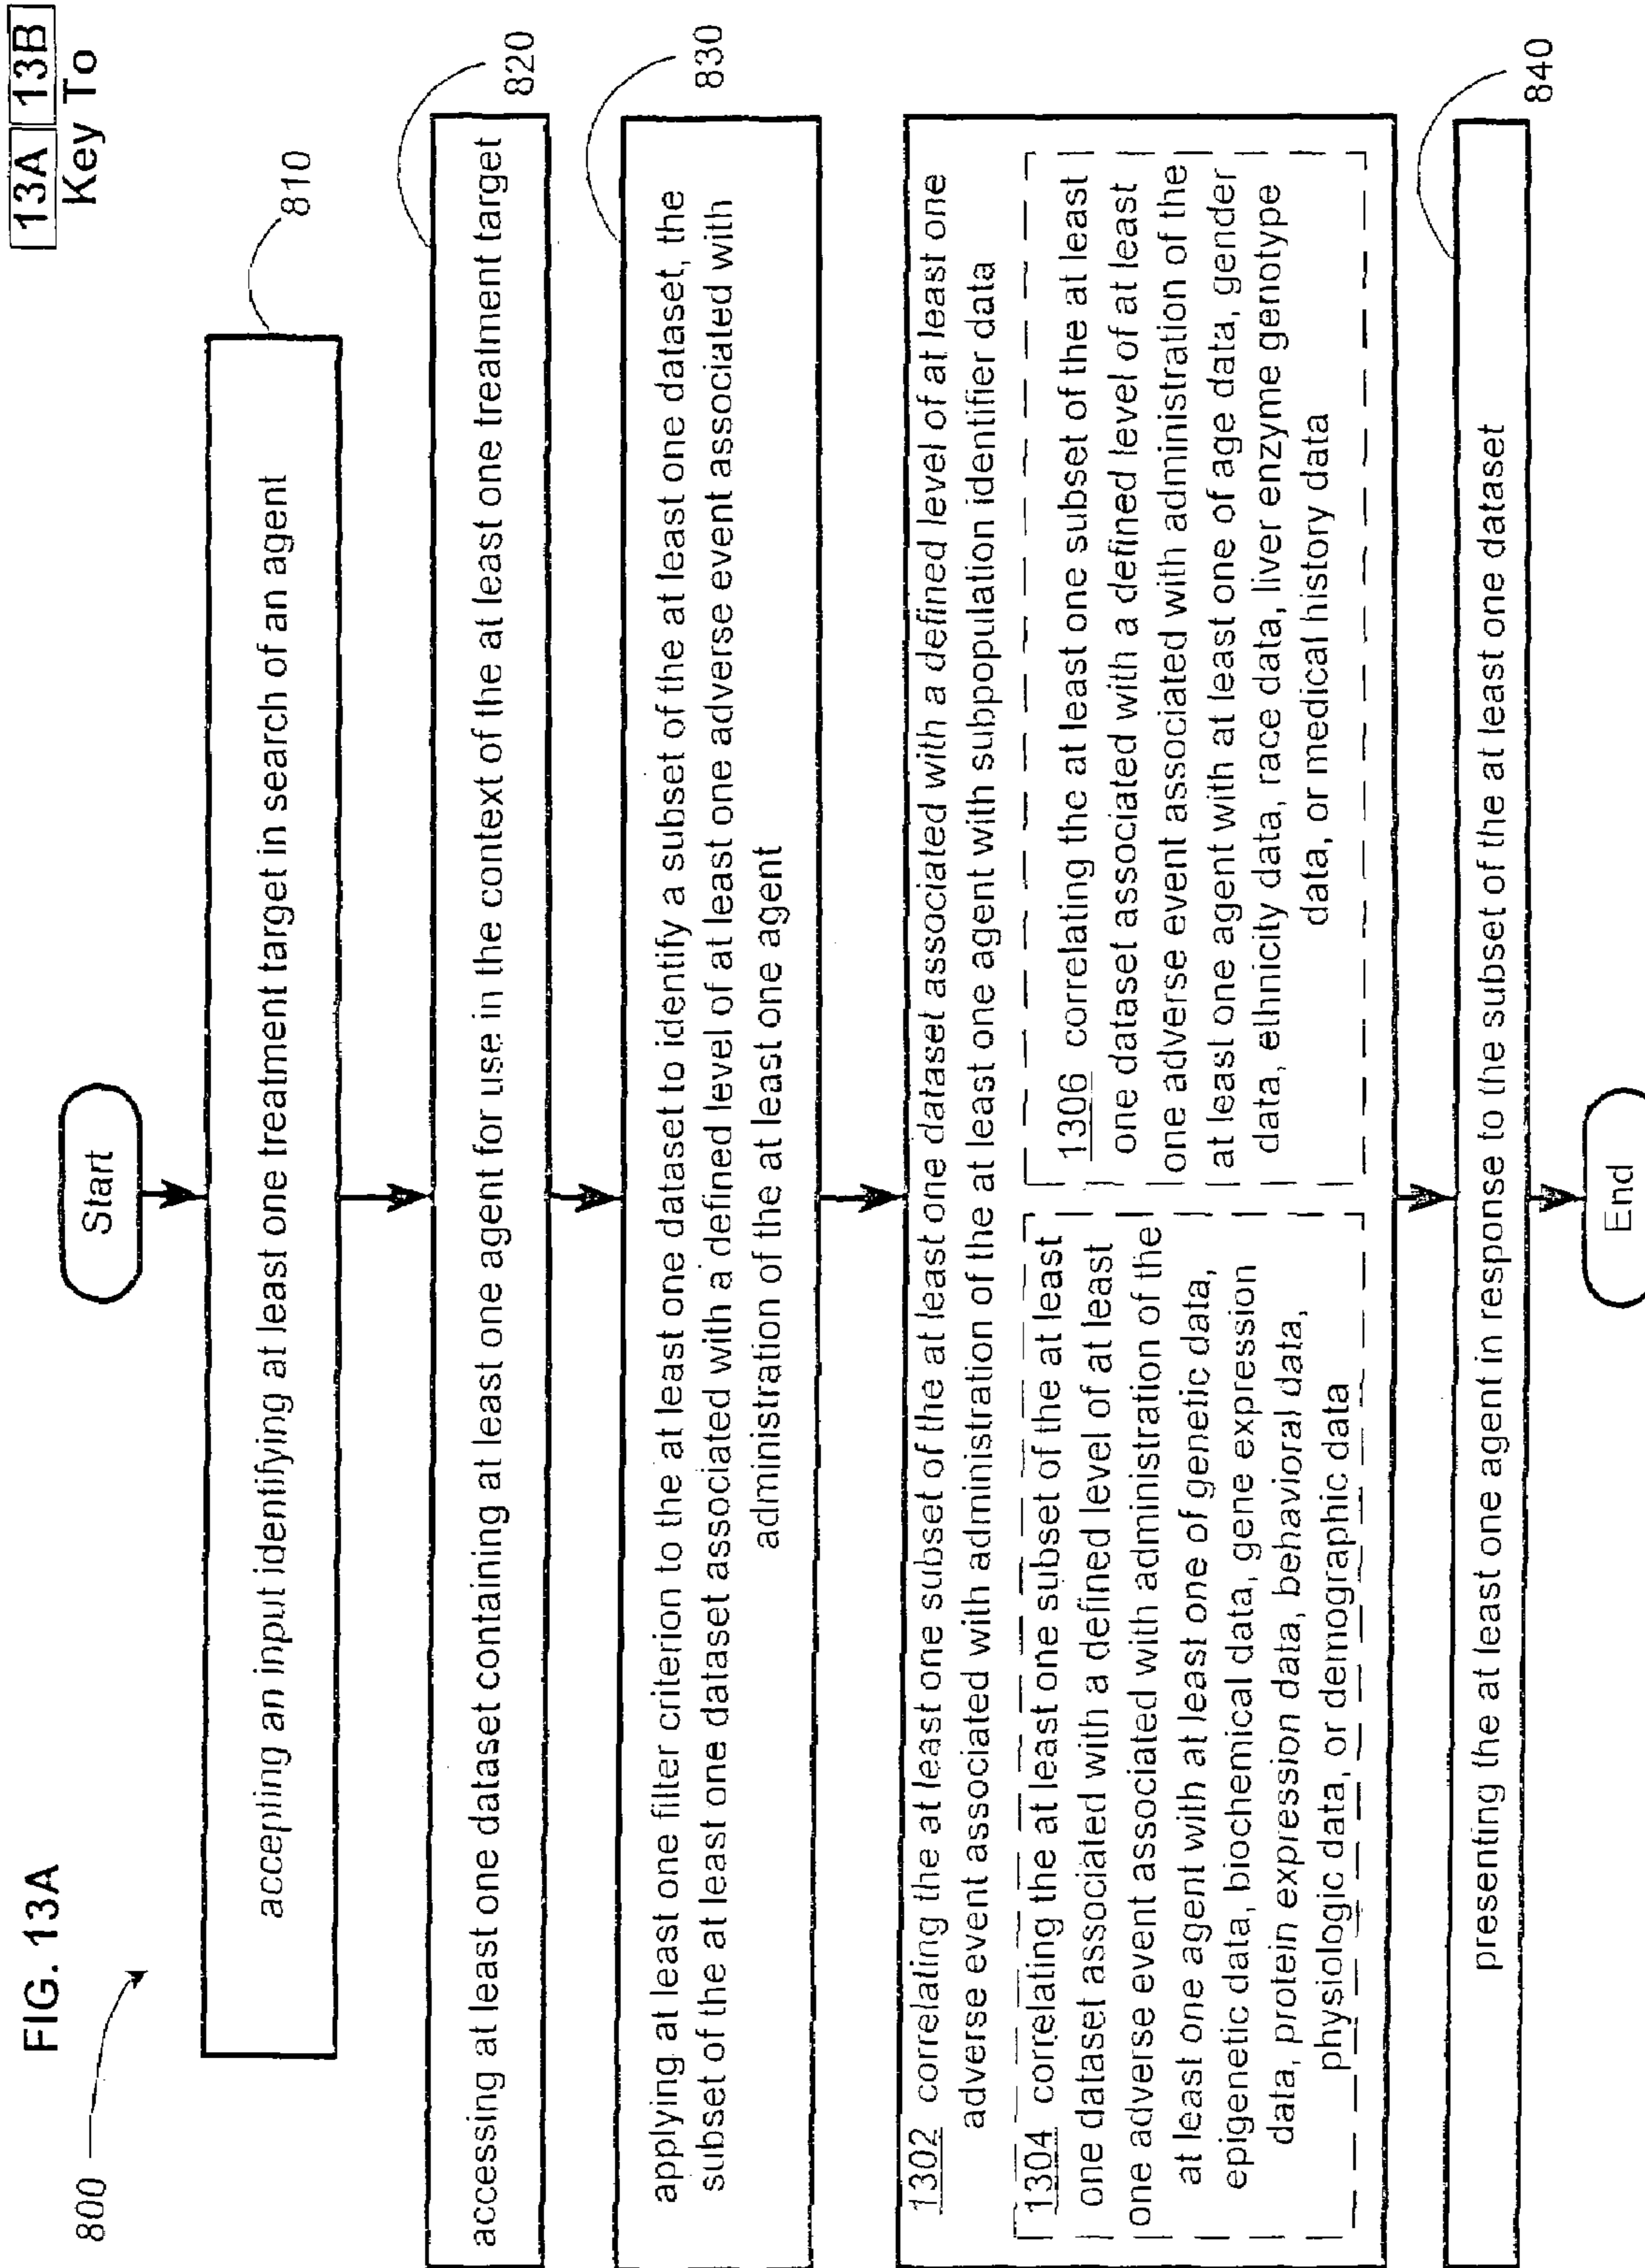 FIG. 13A
13A 13B
Key To
800
Start
accepting an input identifying at least one treatment target in search of an agent
810
accessing at least one dataset containing at least one agent for use in the context of the at least one treatment target
820
applying at least one filter criterion to the at least one dataset to identify a subset of the at least one dataset, the
subset of the at least one dataset associated with a defined level of at least one adverse event associated with
administration of the at least one agent
830
1302 correlating the at least one subset of the at least one dataset associated with a defined level of at least one
adverse event associated with administration of the at least one agent with subpopulation identifier data
1304 correlating the at least one subset of the at least
one dataset associated with a defined level of at least
one adverse event associated with administration of the
at least one agent with at least one of genetic data,
epigenetic data, biochemical data, gene expression
data, protein expression data, behavioral data,
physiologic data, or demographic data
1306 correlating the at least one subset of the at least
one dataset associated with a defined level of at least
one adverse event associated with administration of the
at least one agent with at least one of age data, gender
data, ethnicity data, race data, liver enzyme genotype
data, or medical history data
presenting the at least one agent in response to the subset of the at least one dataset
840
End